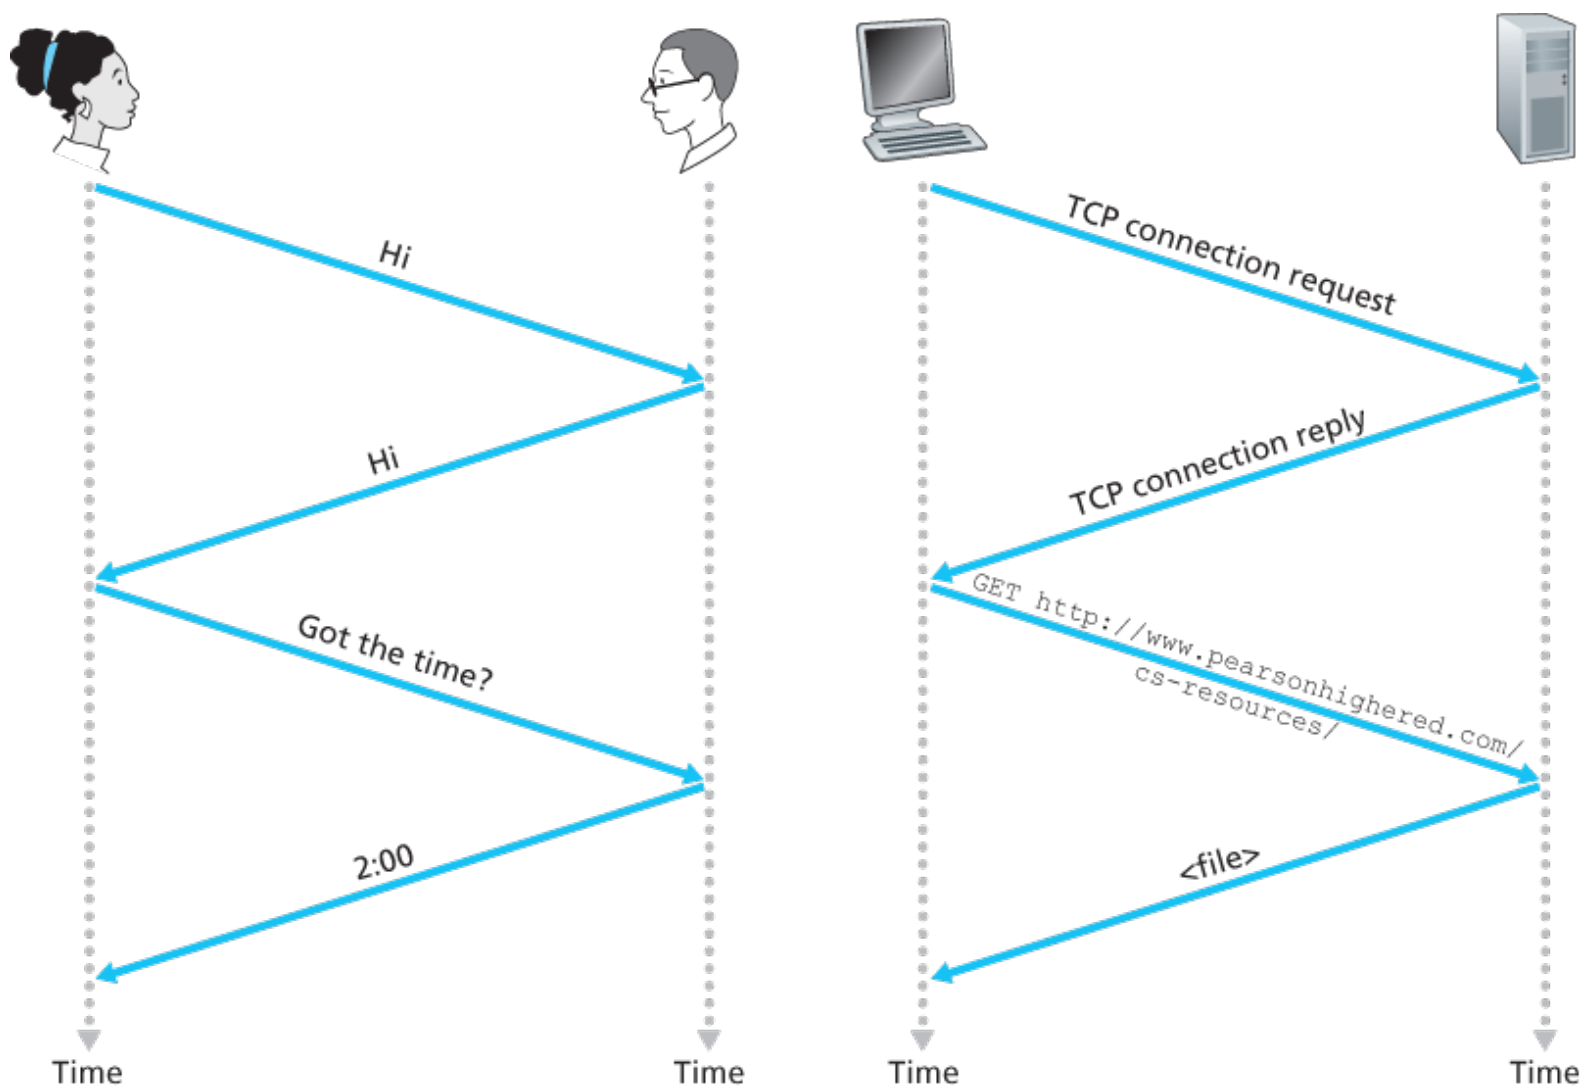 Hi
Hi
Got the time?
2:00
Time
Time
TCP connection request
TCP connection reply
GET http://www.pearsonhighered.com/
cs-resources/
<file>
Time
Time